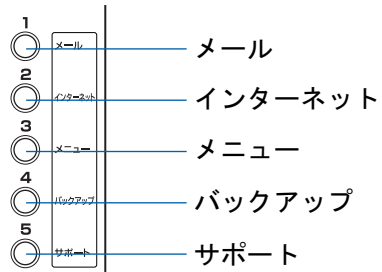 1
メール メール
2
インターネット インターネット
3
メニュー メニュー
4
バックアップ バックアップ
5
サポート サポート